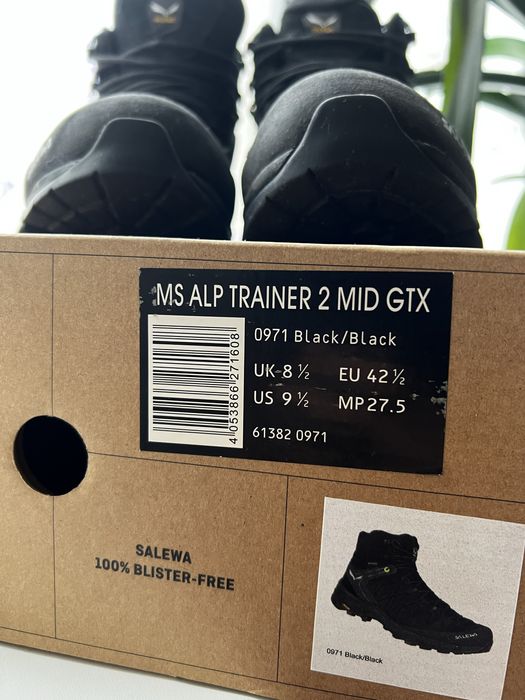 MS ALP TRAINER 2 MID GTX
0971 Black/Black
UK 8 ½ EU 42 ½
US 9 ½ MP 27.5
4 053866 271608
61382 0971
SALEWA
100% BLISTER-FREE
SALEWA
0971 Black/Black